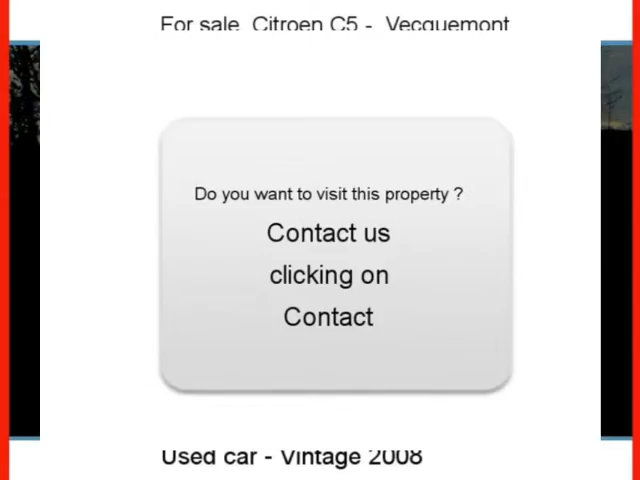 For sale Citroen C5 - Vecquemont
Do you want to visit this property ?
Contact us
clicking on
Contact
Used car - Vintage 2008